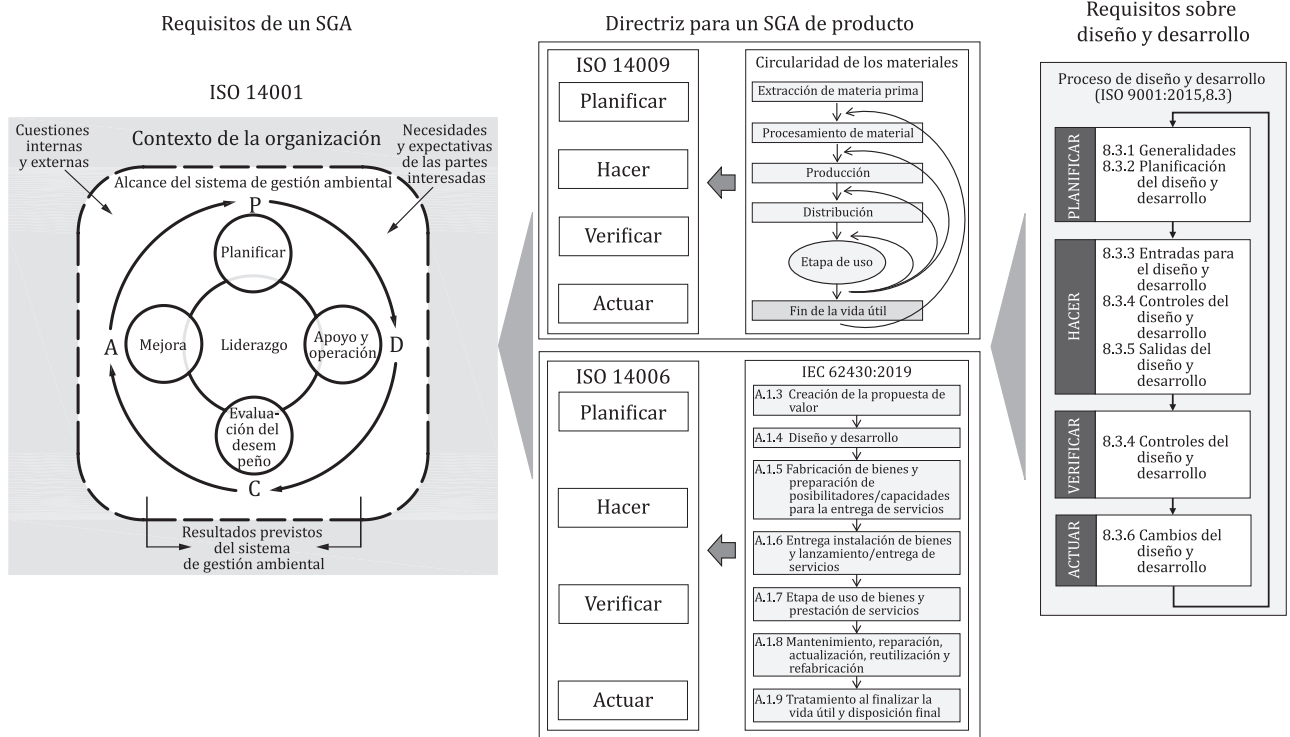 Requisitos de un SGA
ISO 14001
Cuestiones
internas
y externas
Contexto de la organización
Necesidades
y expectativas
de las partes
interesadas
Alcance del sistema de gestión ambiental
P
Planificar
A
Mejora
Liderazgo
Apoyo y
operación
D
Evalua-
ción del
desem
peño
C
Resultados previstos
del sistema
de gestión ambiental
Directriz para un SGA de producto
ISO 14009
Planificar
Hacer
Verificar
Actuar
Circularidad de los materiales
Extracción de materia prima
Procesamiento de material
Producción
Distribución
Etapa de uso
Fin de la vida útil
ISO 14006
Planificar
Hacer
Verificar
Actuar
IEC 62430:2019
A.1.3 Creación de la propuesta de
valor
A.1.4 Diseño y desarrollo
A.1.5 Fabricación de bienes y
preparación de
posibilitadores/capacidades
para la entrega de servicios
A.1.6 Entrega instalación de bienes
y lanzamiento/entrega de
servicios
A.1.7 Etapa de uso de bienes y
prestación de servicios
A.1.8 Mantenimiento, reparación,
actualización, reutilización y
refabricación
A.1.9 Tratamiento al finalizar la
vida útil y disposición final
Requisitos sobre
diseño y desarrollo
Proceso de diseño y desarrollo
(ISO 9001:2015,8.3)
PLANIFICAR
8.3.1 Generalidades
8.3.2 Planificación
del diseño y
desarrollo
HACER
8.3.3 Entradas para
el diseño y
desarrollo
8.3.4 Controles del
diseño y
desarrollo
8.3.5 Salidas del
diseño y
desarrollo
VERIFICAR
8.3.4 Controles del
diseño y
desarrollo
ACTUAR
8.3.6 Cambios del
diseño y
desarrollo